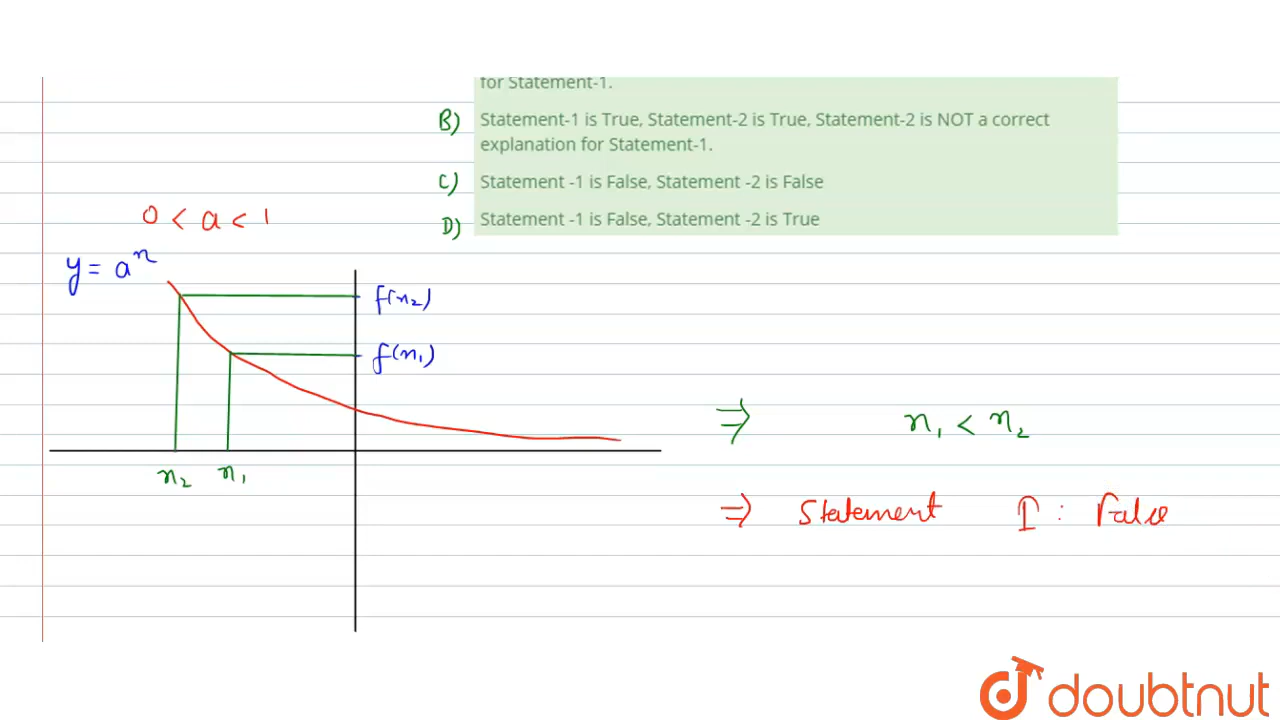 for Statement-1.
B) Statement-1 is True, Statement-2 is True, Statement-2 is NOT a correct
explanation for Statement-1.
C) Statement -1 is False, Statement -2 is False
D) Statement -1 is False, Statement -2 is True
0 < a < 1
y = a^x
f(x₂)
f(x₁)
x₂ x₁
⇒ x₁ < x₂
⇒ Statement I : False
doubtnut